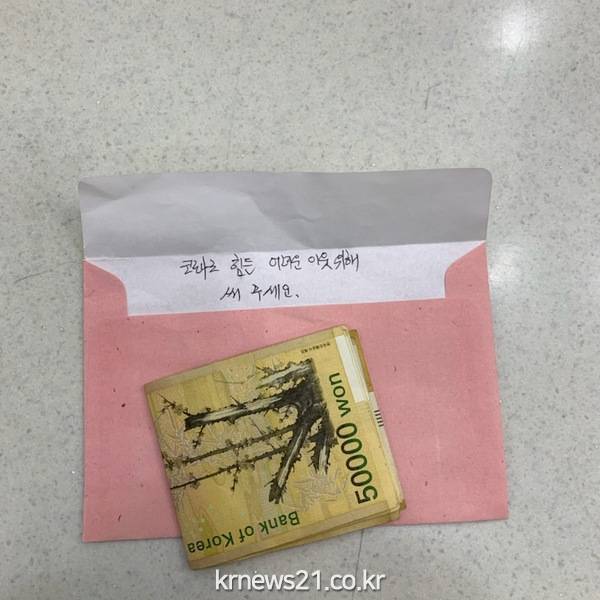 코로나로 힘든 어려운 이웃 위해
써 주세요.
50000 won
Bank of Korea
krnews21.co.kr